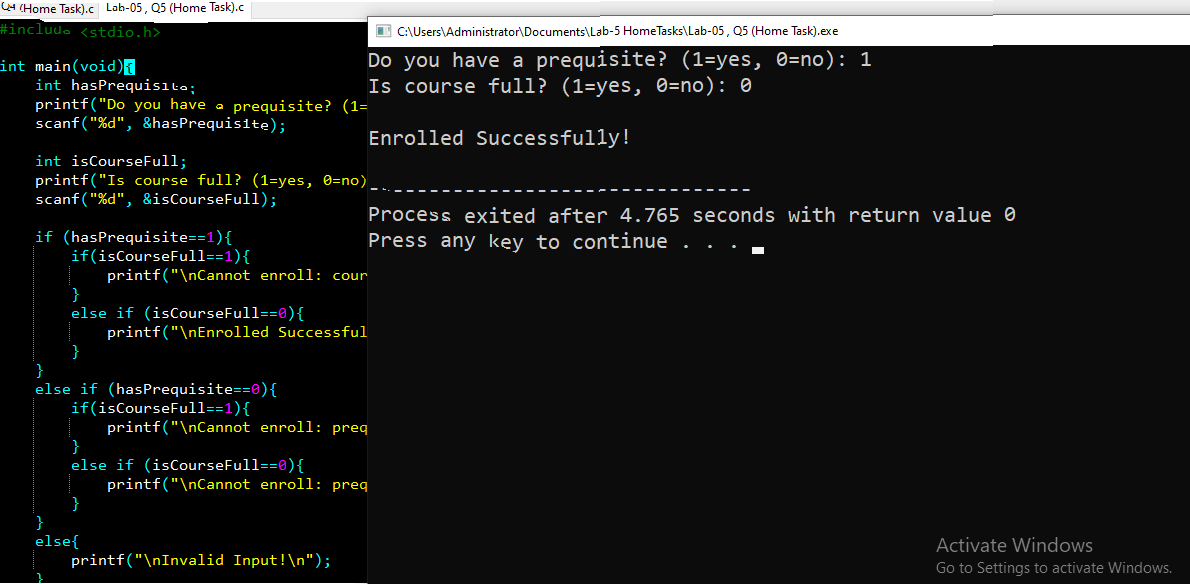 Q4 (Home Task).c Lab-05 , Q5 (Home Task).c
#include <stdio.h>
int main(void){
int hasPrequisite;
printf("Do you have a prequisite? (1=
scanf("%d", &hasPrequisite);
int isCourseFull;
printf("Is course full? (1=yes, 0=no)
scanf("%d", &isCourseFull);
if (hasPrequisite==1){
if(isCourseFull==1){
printf("\nCannot enroll: cour
}
else if (isCourseFull==0){
printf("\nEnrolled Successful
}
}
else if (hasPrequisite==0){
if(isCourseFull==1){
printf("\nCannot enroll: preq
}
else if (isCourseFull==0){
printf("\nCannot enroll: preq
}
}
else{
printf("\nInvalid Input!\n");
}
C:\Users\Administrator\Documents\Lab-5 HomeTasks\Lab-05 , Q5 (Home Task).exe
Do you have a prequisite? (1=yes, 0=no): 1
Is course full? (1=yes, 0=no): 0
Enrolled Successfully!
--------------------------------
Process exited after 4.765 seconds with return value 0
Press any key to continue . . .
Activate Windows
Go to Settings to activate Windows.